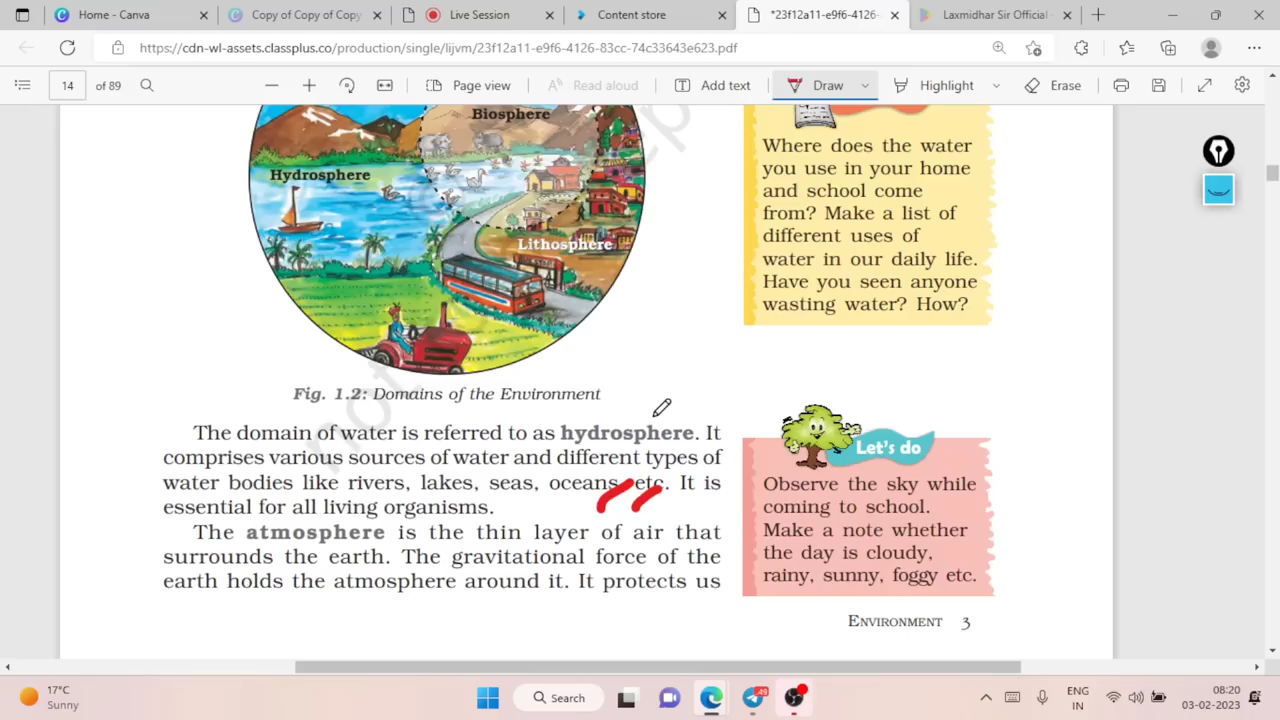 Home - Canva
Copy of Copy of Copy
Live Session
Content store
*23f12a11-e9f6-4126-
Laxmidhar Sir Official -
https://cdn-wl-assets.classplus.co/production/single/lijvm/23f12a11-e9f6-4126-83cc-74c33643e623.pdf
14 of 89
Page view
Read aloud
Add text
Draw
Highlight
Erase
Biosphere
Hydrosphere
Lithosphere
Where does the water
you use in your home
and school come
from? Make a list of
different uses of
water in our daily life.
Have you seen anyone
wasting water? How?
Fig. 1.2: Domains of the Environment
The domain of water is referred to as hydrosphere. It
comprises various sources of water and different types of
water bodies like rivers, lakes, seas, oceans etc. It is
essential for all living organisms.
The atmosphere is the thin layer of air that
surrounds the earth. The gravitational force of the
earth holds the atmosphere around it. It protects us
Let's do
Observe the sky while
coming to school.
Make a note whether
the day is cloudy,
rainy, sunny, foggy etc.
ENVIRONMENT 3
not
17°C
Sunny
Search
49
ENG
IN
08:20
03-02-2023